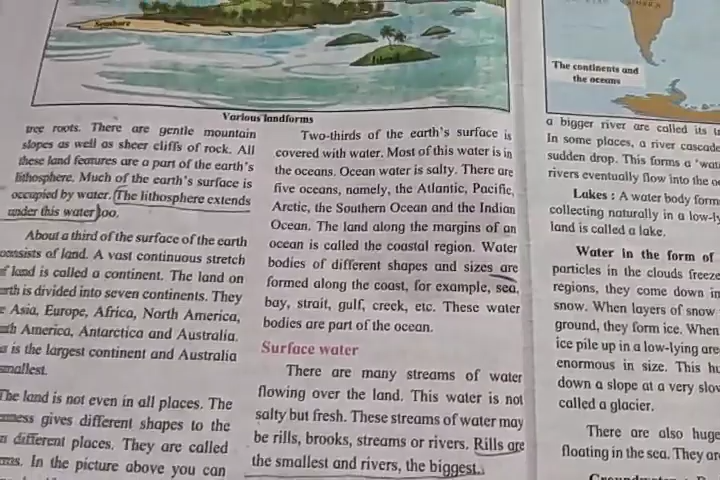 Seashore
Island
Various landforms
tree roots. There are gentle mountain
slopes as well as sheer cliffs of rock. All
these land features are a part of the earth's
lithosphere. Much of the earth's surface is
occupied by water. The lithosphere extends
under this water too.
About a third of the surface of the earth
consists of land. A vast continuous stretch
of land is called a continent. The land on
earth is divided into seven continents. They
Asia, Europe, Africa, North America,
America, Antarctica and Australia.
is the largest continent and Australia
smallest.
The land is not even in all places. The
gives different shapes to the
different places. They are called
In the picture above you can
Two-thirds of the earth's surface is
covered with water. Most of this water is in
the oceans. Ocean water is salty. There are
five oceans, namely, the Atlantic, Pacific,
Arctic, the Southern Ocean and the Indian
Ocean. The land along the margins of an
ocean is called the coastal region. Water
bodies of different shapes and sizes are
formed along the coast, for example, sea,
bay, strait, gulf, creek, etc. These water
bodies are part of the ocean.
Surface water
There are many streams of water
flowing over the land. This water is not
salty but fresh. These streams of water may
be rills, brooks, streams or rivers. Rills are
the smallest and rivers, the biggest.
The continents and
the oceans
a bigger river are called its
In some places, a river cascade
sudden drop. This forms a
rivers eventually flow into the
Lakes : A water body form
collecting naturally in a
land is called a lake.
Water in the form of
particles in the clouds freeze
regions, they come down in
snow. When layers of snow
ground, they form ice. When
ice pile up in a low-lying are
enormous in size. This
down a slope at a very slow
called a glacier.
There are also huge
floating in the sea. They ar